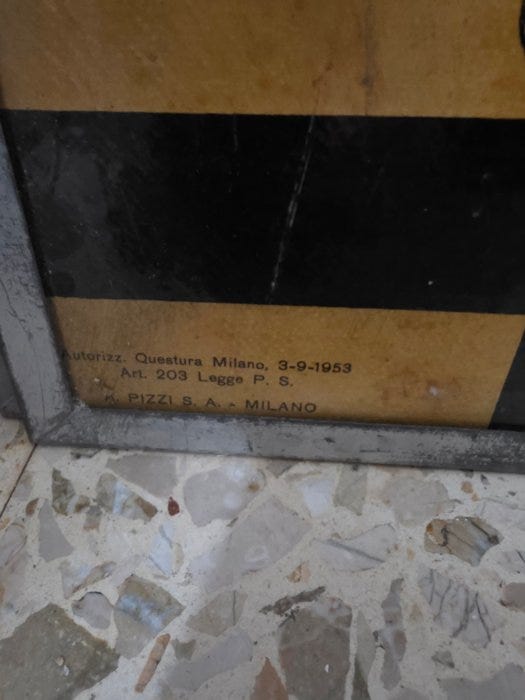 Autorizz. Questura Milano, 3-9-1953
Art. 203 Legge P. S.
A. PIZZI S. A. - MILANO